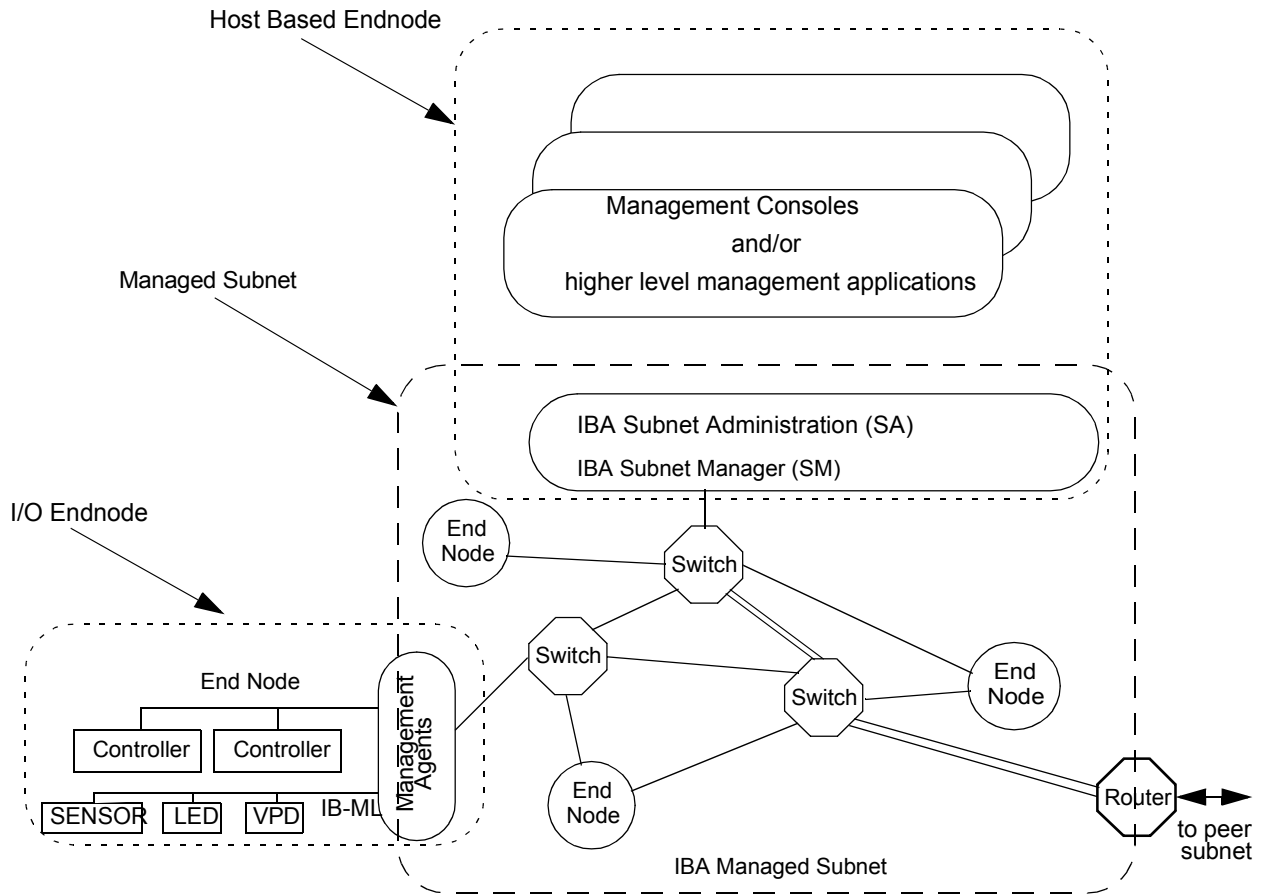 Host Based Endnode
Management Consoles
and/or
higher level management applications
Managed Subnet
IBA Subnet Administration (SA)
IBA Subnet Manager (SM)
I/O Endnode
End
Node
Switch
Switch
End
Node
Switch
End Node
Management
Agents
Controller
Controller
IB-ML
SENSOR
LED
VPD
End
Node
Router
to peer
subnet
IBA Managed Subnet